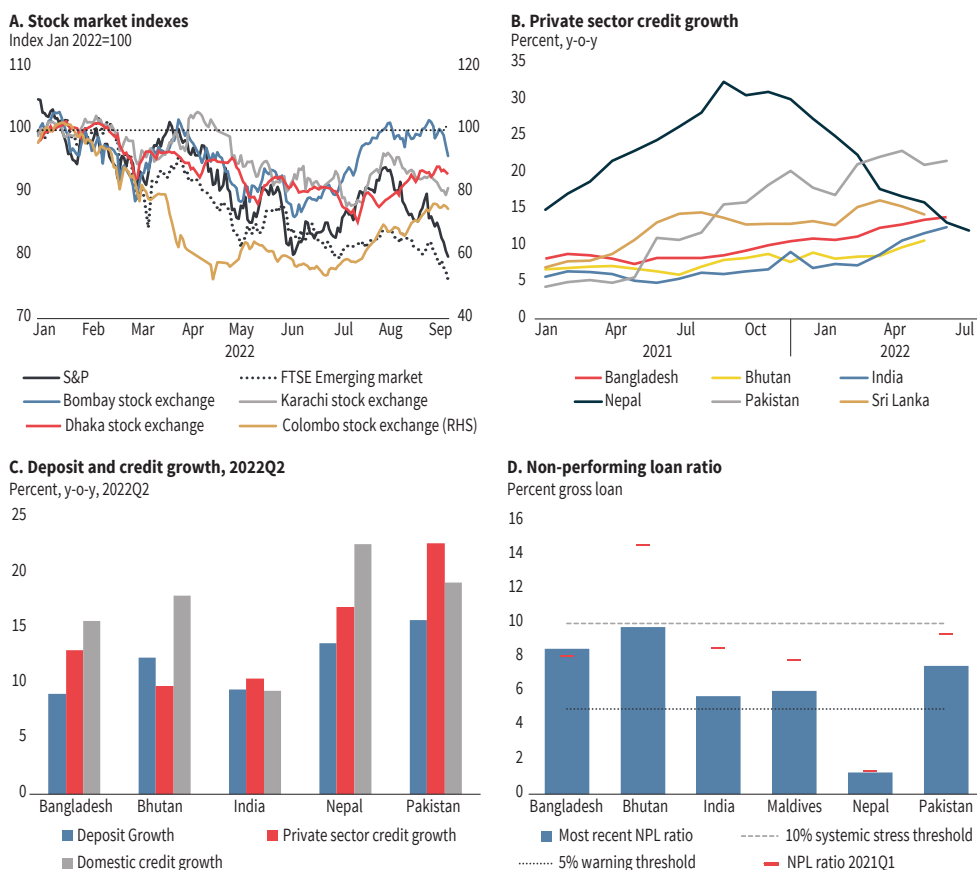 A. Stock market indexes
Index Jan 2022=100
110
100
90
80
70
120
100
80
60
40
Jan Feb Mar Apr May Jun Jul Aug Sep
2022
S&P
FTSE Emerging market
Bombay stock exchange
Karachi stock exchange
Dhaka stock exchange
Colombo stock exchange (RHS)
B. Private sector credit growth
Percent, y-o-y
35
30
25
20
15
10
5
0
Jan Apr Jul Oct Jan Apr Jul
2021 2022
Bangladesh Bhutan India
Nepal Pakistan Sri Lanka
C. Deposit and credit growth, 2022Q2
Percent, y-o-y, 2022Q2
25
20
15
10
5
0
Bangladesh Bhutan India Nepal Pakistan
Deposit Growth
Private sector credit growth
Domestic credit growth
D. Non-performing loan ratio
Percent gross loan
16
14
12
10
8
6
4
2
0
Bangladesh Bhutan India Maldives Nepal Pakistan
Most recent NPL ratio
10% systemic stress threshold
5% warning threshold
NPL ratio 2021Q1